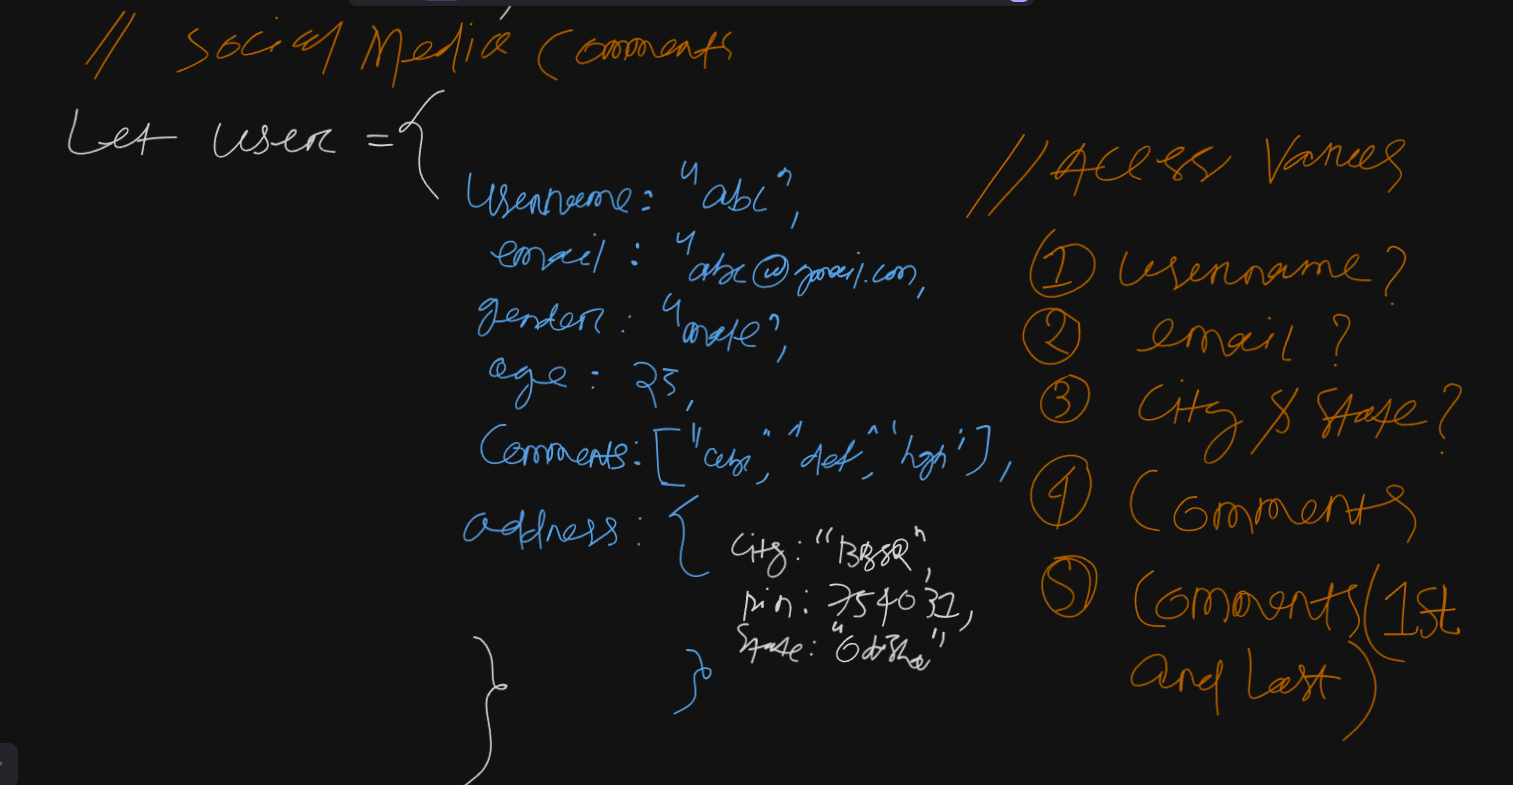 // Social Media Comments
Let user = {
username: "abc",
email : "abc@gmail.com,
gender : "male",
age : 23,
Comments: ["abc", "def", "hgh"],
address : {
City : "BBSR",
pin : 754032,
State : "Odisha"
}
}
// Access Values
① username?
② email ?
③ City & State?
④ Comments
⑤ Comments (1st
and Last)